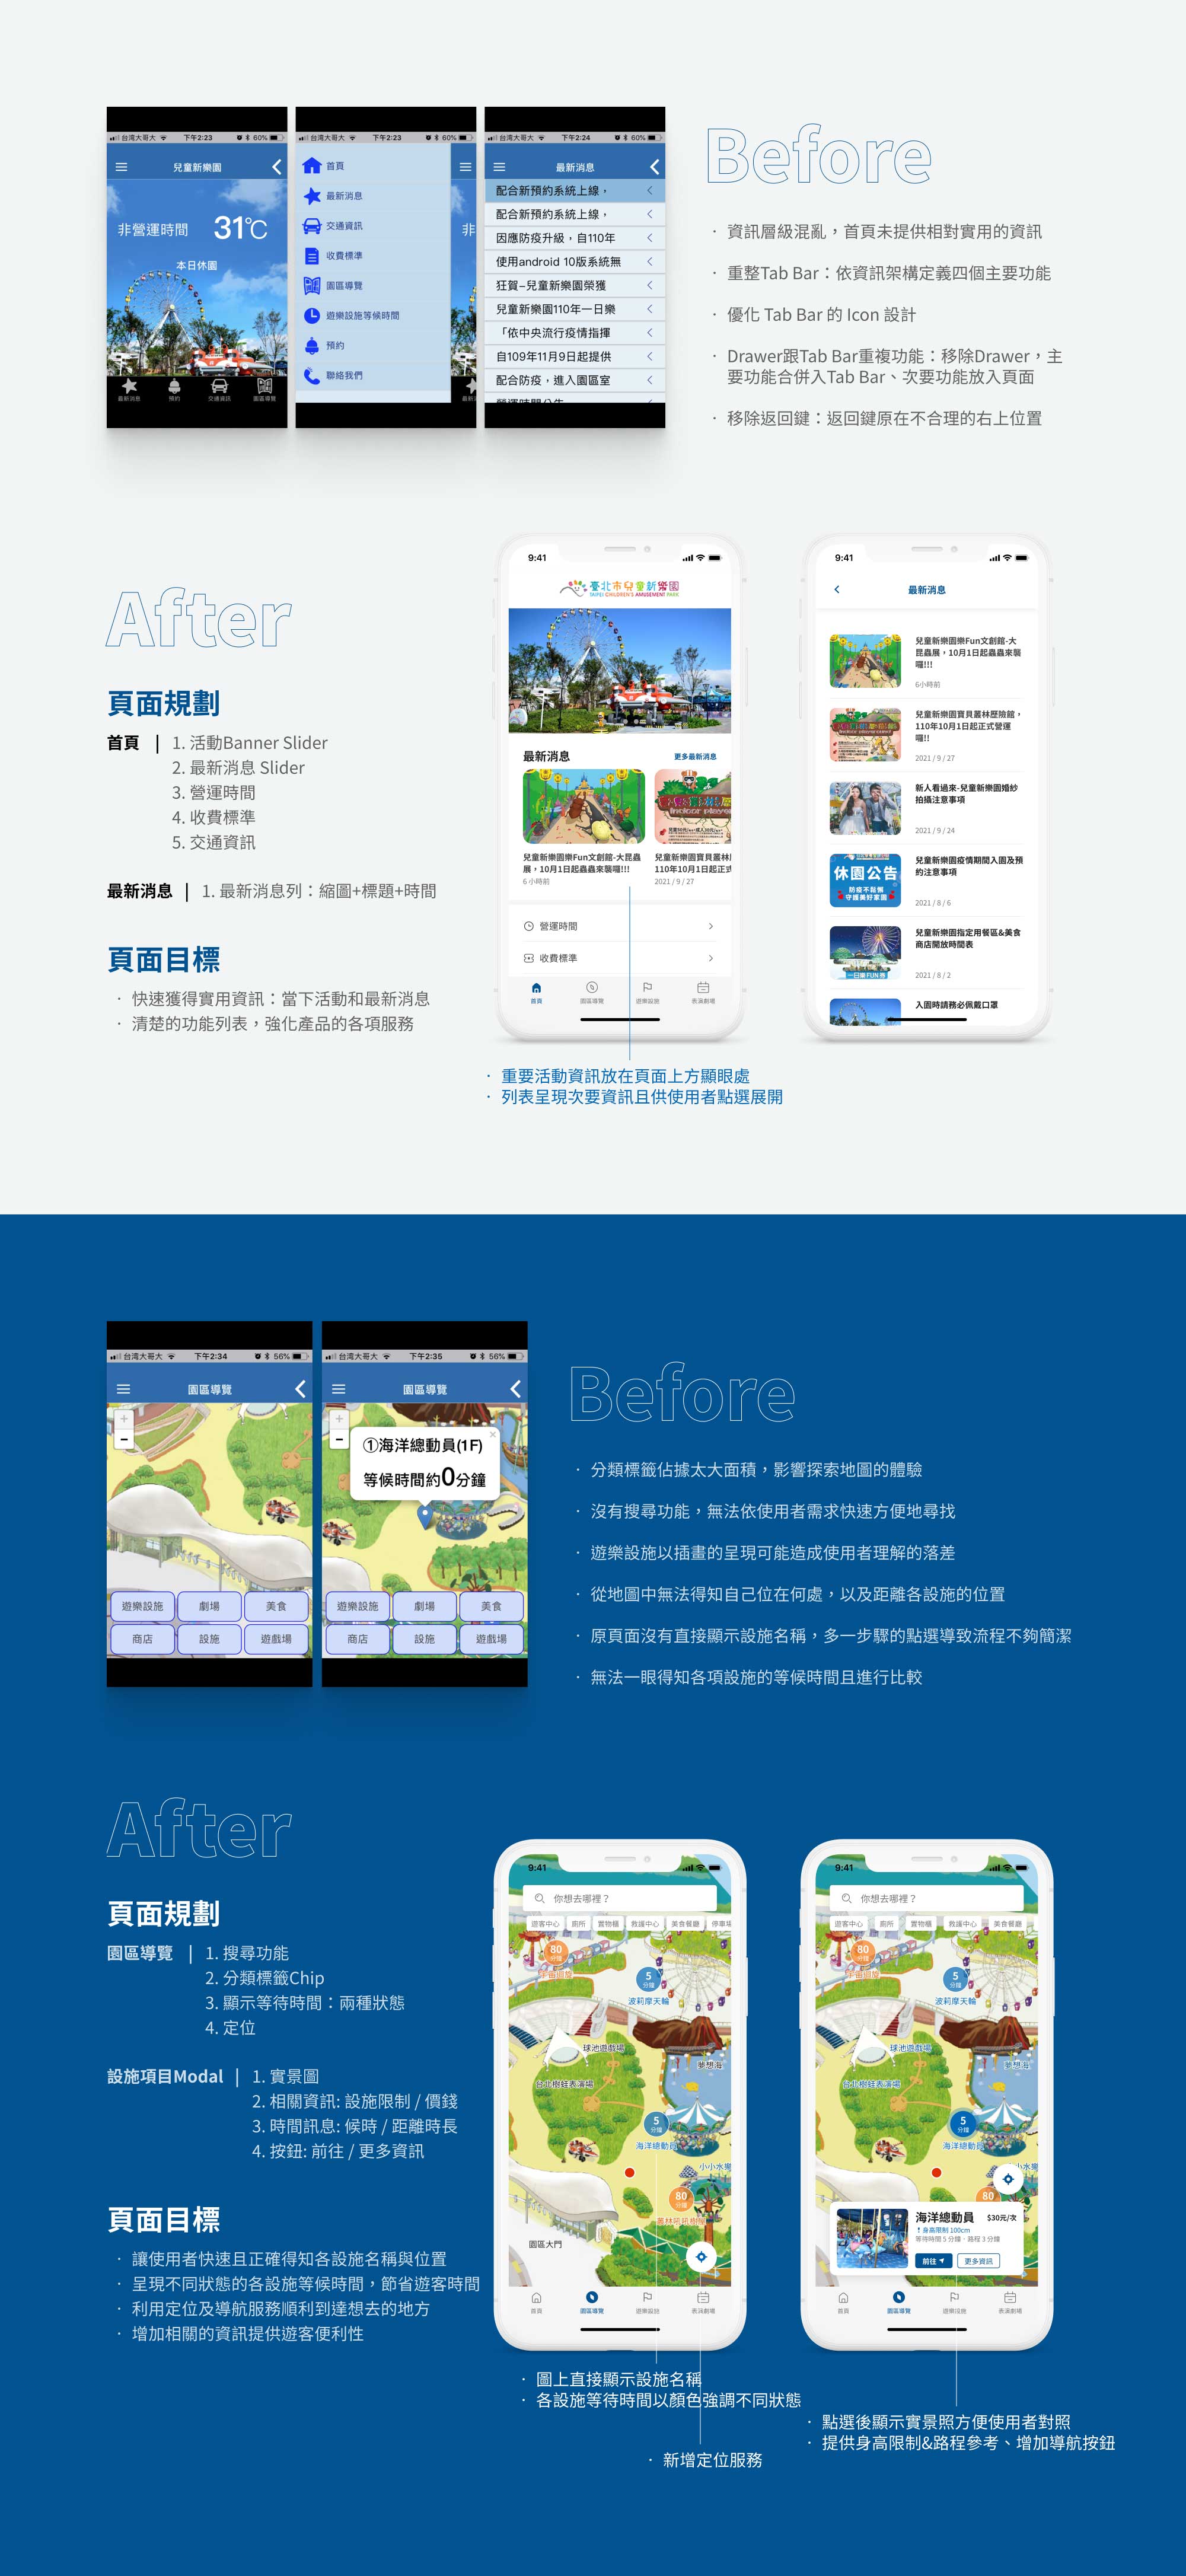 台湾大哥大 下午2:23 60%
兒童新樂園
非營運時間 31℃
本日休園
最新消息 預約 交通資訊 園區導覽
台湾大哥大 下午2:23 60%
首頁
最新消息
交通資訊
收費標準
園區導覽
遊樂設施等候時間
預約
聯絡我們
非
最新
台湾大哥大 下午2:24 60%
最新消息
配合新預約系統上線，
配合新預約系統上線，
因應防疫升級，自110年
使用android 10版系統無
狂賀–兒童新樂園榮獲
兒童新樂園110年一日樂
「依中央流行疫情指揮
自109年11月9日起提供
配合防疫，進入園區室
Before
· 資訊層級混亂，首頁未提供相對實用的資訊
· 重整Tab Bar：依資訊架構定義四個主要功能
· 優化 Tab Bar 的 Icon 設計
· Drawer跟Tab Bar重複功能：移除Drawer，主
要功能合併入Tab Bar、次要功能放入頁面
· 移除返回鍵：返回鍵原在不合理的右上位置
After
頁面規劃
首頁 | 1. 活動Banner Slider
2. 最新消息 Slider
3. 營運時間
4. 收費標準
5. 交通資訊
最新消息 | 1. 最新消息列：縮圖+標題+時間
頁面目標
· 快速獲得實用資訊：當下活動和最新消息
· 清楚的功能列表，強化產品的各項服務
9:41
臺北市兒童新樂園
TAIPEI CHILDREN'S AMUSEMENT PARK
最新消息 更多最新消息
兒童新樂園樂Fun文創館-大昆蟲
展，10月1日起蟲蟲來襲囉!!!
6 小時前
兒童新樂園寶貝叢林
110年10月1日起正式
2021 / 9 / 27
營運時間
收費標準
首頁 園區導覽 遊樂設施 表演劇場
· 重要活動資訊放在頁面上方顯眼處
· 列表呈現次要資訊且供使用者點選展開
9:41
最新消息
兒童新樂園樂Fun文創館-大
昆蟲展，10月1日起蟲蟲來襲
囉!!!
6小時前
兒童新樂園寶貝叢林歷險館，
110年10月1日起正式營運
囉!!
2021 / 9 / 27
新人看過來-兒童新樂園婚紗
拍攝注意事項
2021 / 9 / 24
休園公告
防疫不鬆懈
守護美好家園
兒童新樂園疫情期間入園及預
約注意事項
2021 / 8 / 6
一日樂FUN券
兒童新樂園指定用餐區&美食
商店開放時間表
2021 / 8 / 2
入園時請務必佩戴口罩
台湾大哥大 下午2:34 56%
園區導覽
+
-
遊樂設施 劇場 美食
商店 設施 遊戲場
台湾大哥大 下午2:35 56%
園區導覽
+
-
①海洋總動員(1F)
等候時間約0分鐘
遊樂設施 劇場 美食
商店 設施 遊戲場
Before
· 分類標籤佔據太大面積，影響探索地圖的體驗
· 沒有搜尋功能，無法依使用者需求快速方便地尋找
· 遊樂設施以插畫的呈現可能造成使用者理解的落差
· 從地圖中無法得知自己位在何處，以及距離各設施的位置
· 原頁面沒有直接顯示設施名稱，多一步驟的點選導致流程不夠簡潔
· 無法一眼得知各項設施的等候時間且進行比較
After
頁面規劃
園區導覽 | 1. 搜尋功能
2. 分類標籤Chip
3. 顯示等待時間：兩種狀態
4. 定位
設施項目Modal | 1. 實景圖
2. 相關資訊: 設施限制 / 價錢
3. 時間訊息: 候時 / 距離時長
4. 按鈕: 前往 / 更多資訊
頁面目標
· 讓使用者快速且正確得知各設施名稱與位置
· 呈現不同狀態的各設施等候時間，節省遊客時間
· 利用定位及導航服務順利到達想去的地方
· 增加相關的資訊提供遊客便利性
9:41
你想去哪裡？
遊客中心 廁所 置物櫃 救護中心 美食餐廳 停車場
80
分鐘
宇宙迴旋
5
分鐘
波莉摩天輪
球池遊戲場
夢想海
台北樹蛙表演場
5
分鐘
海洋總動員
小小水樂
80
分鐘
叢林吼吼樹屋
園區大門
首頁 園區導覽 遊樂設施 表演劇場
· 圖上直接顯示設施名稱
· 各設施等待時間以顏色強調不同狀態
· 新增定位服務
9:41
你想去哪裡？
遊客中心 廁所 置物櫃 救護中心 美食餐廳
80
分鐘
宇宙迴旋
5
分鐘
波莉摩天輪
球池遊戲場
夢想海
台北樹蛙表演場
5
分鐘
海洋總動員
小水樂
80
海洋總動員 $30元/次
身高限制 100cm
等待時間 5 分鐘・路程 3 分鐘
前往 更多資訊
首頁 園區導覽 遊樂設施 表演劇場
· 點選後顯示實景照方便使用者對照
· 提供身高限制&路程參考、增加導航按鈕